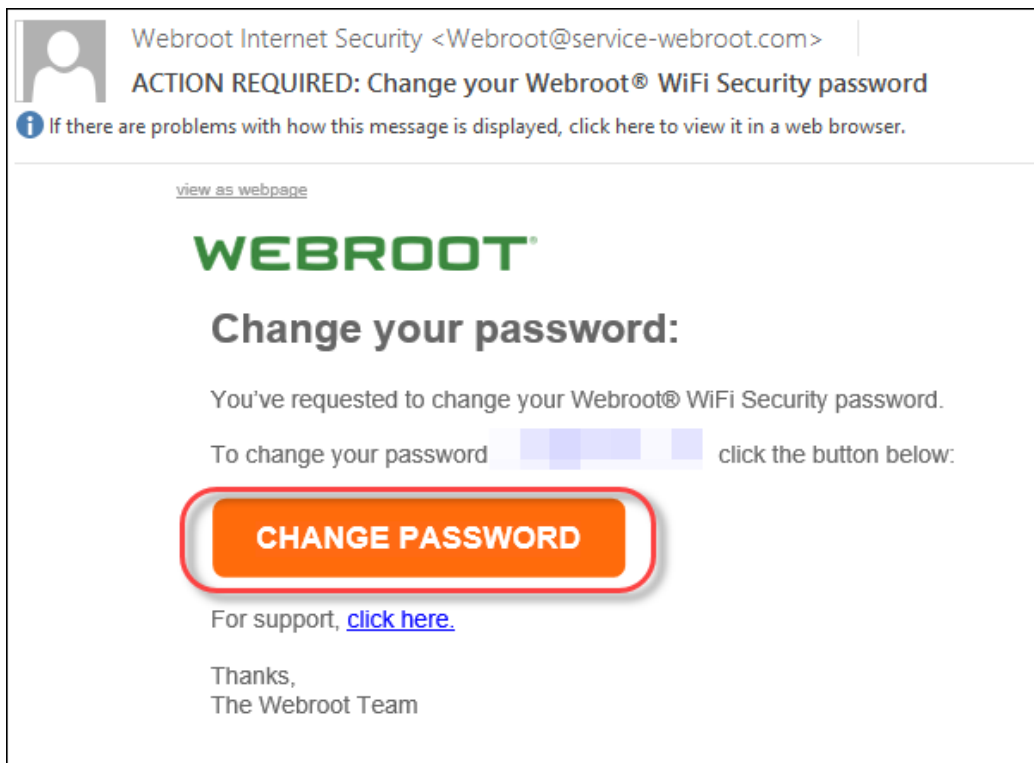 Webroot Internet Security <Webroot@service-webroot.com>
ACTION REQUIRED: Change your Webroot® WiFi Security password
If there are problems with how this message is displayed, click here to view it in a web browser.
view as webpage
WEBROOT®
Change your password:
You've requested to change your Webroot® WiFi Security password.
To change your password click the button below:
CHANGE PASSWORD
For support, click here.
Thanks,
The Webroot Team